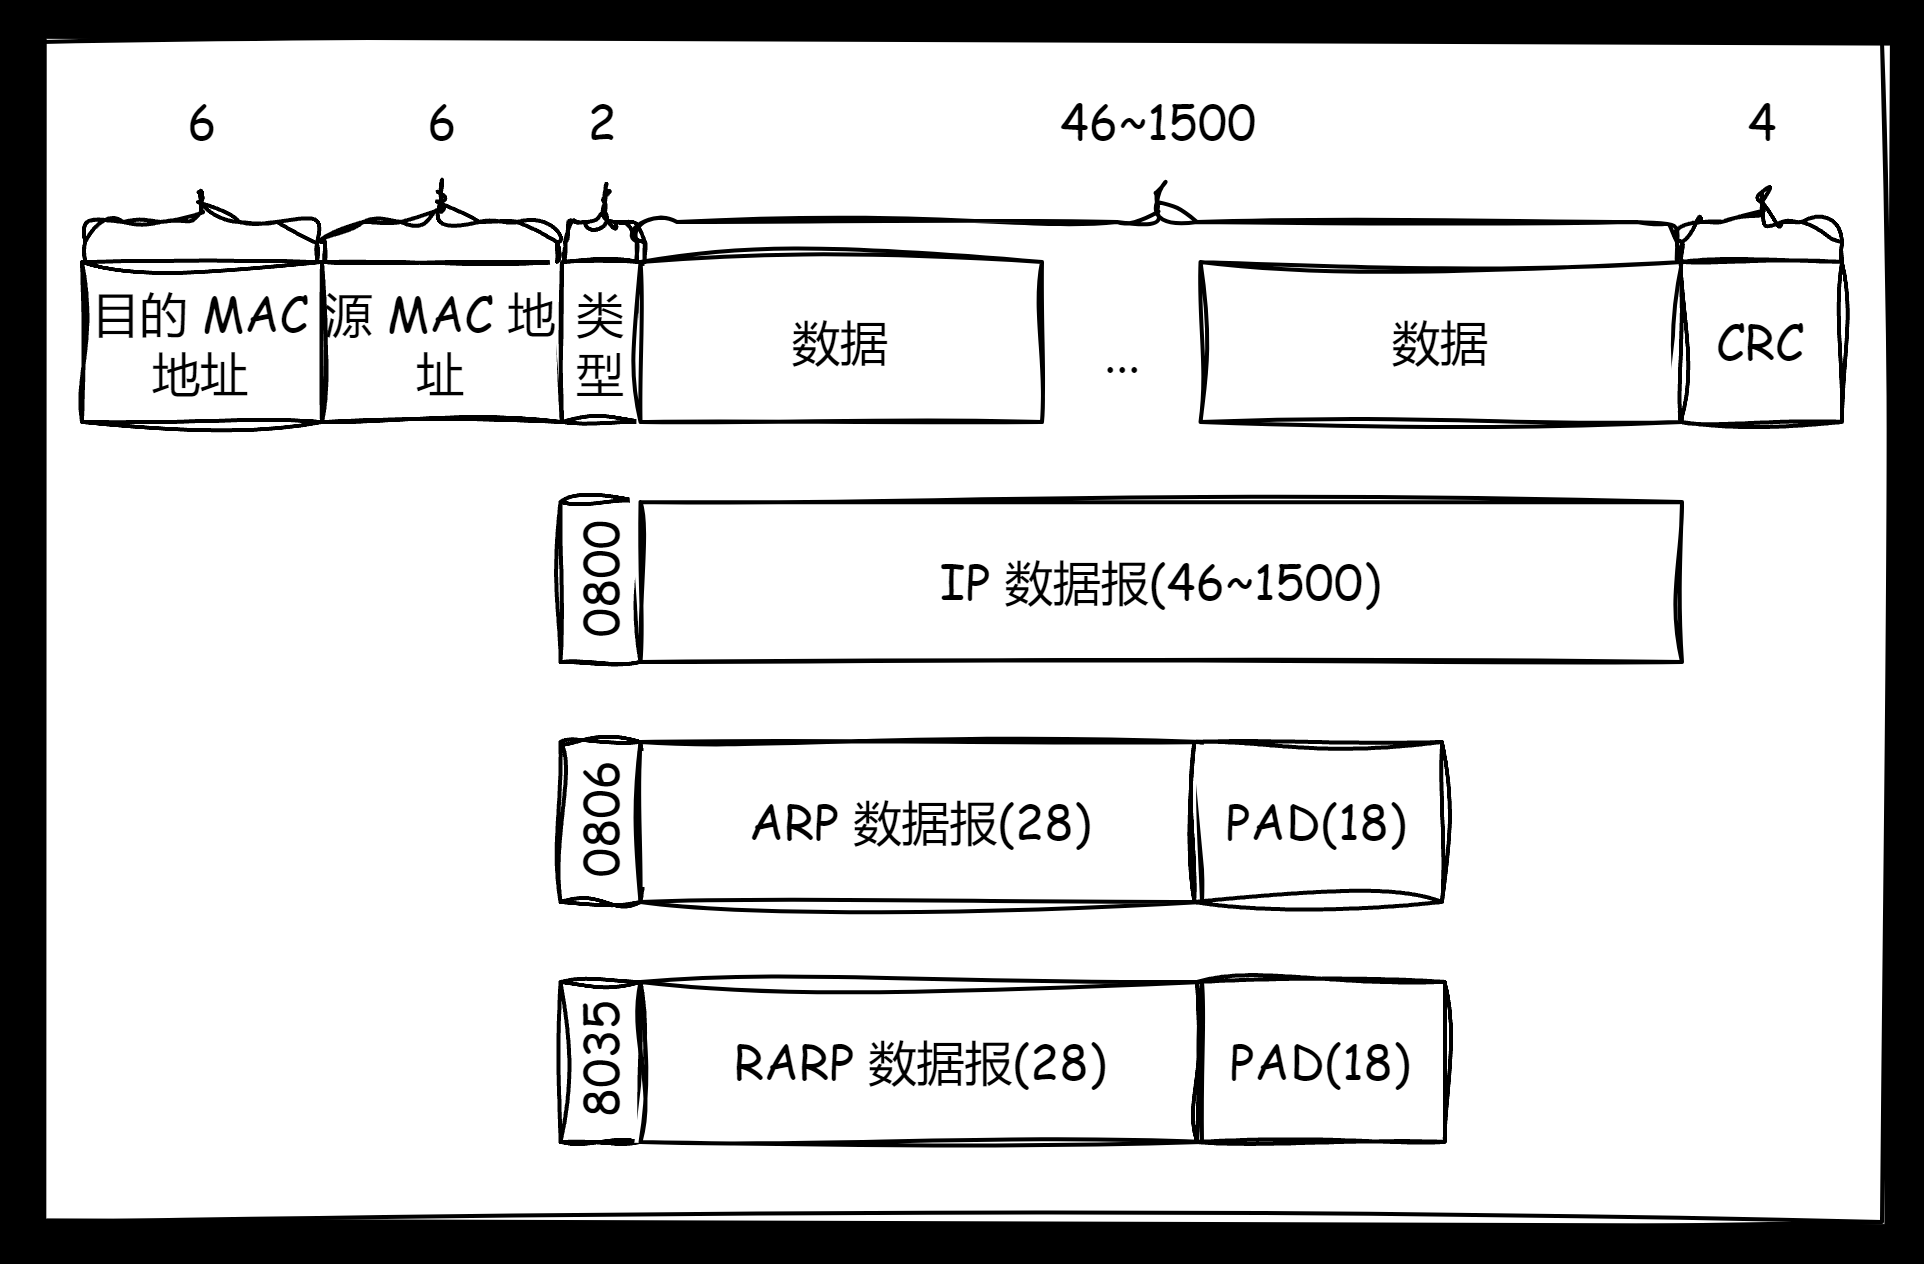 6 6 2 46~1500 4
目的 MAC 源 MAC 地 类
地址 址 型
数据 ... 数据 CRC
0800 IP 数据报(46~1500)
0806 ARP 数据报(28) PAD(18)
8035 RARP 数据报(28) PAD(18)